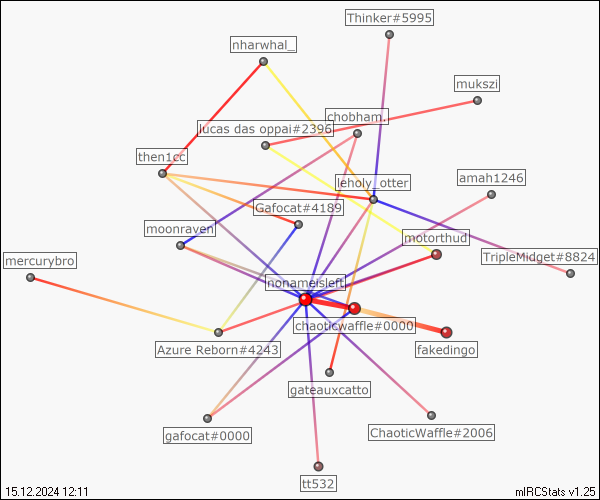 Thinker#5995
nharwhal_
mukszi
chobham.
lucas das oppai#2396
then1cc
leholy_otter
amah1246
Gafocat#4189
moonraven
motorthud
TripleMidget#8824
mercurybro
nonameisleft
chaoticwaffle#0000
Azure Reborn#4243
fakedingo
gateauxcatto
gafocat#0000
ChaoticWaffle#2006
tt532
15.12.2024 12:11
mIRCStats v1.25